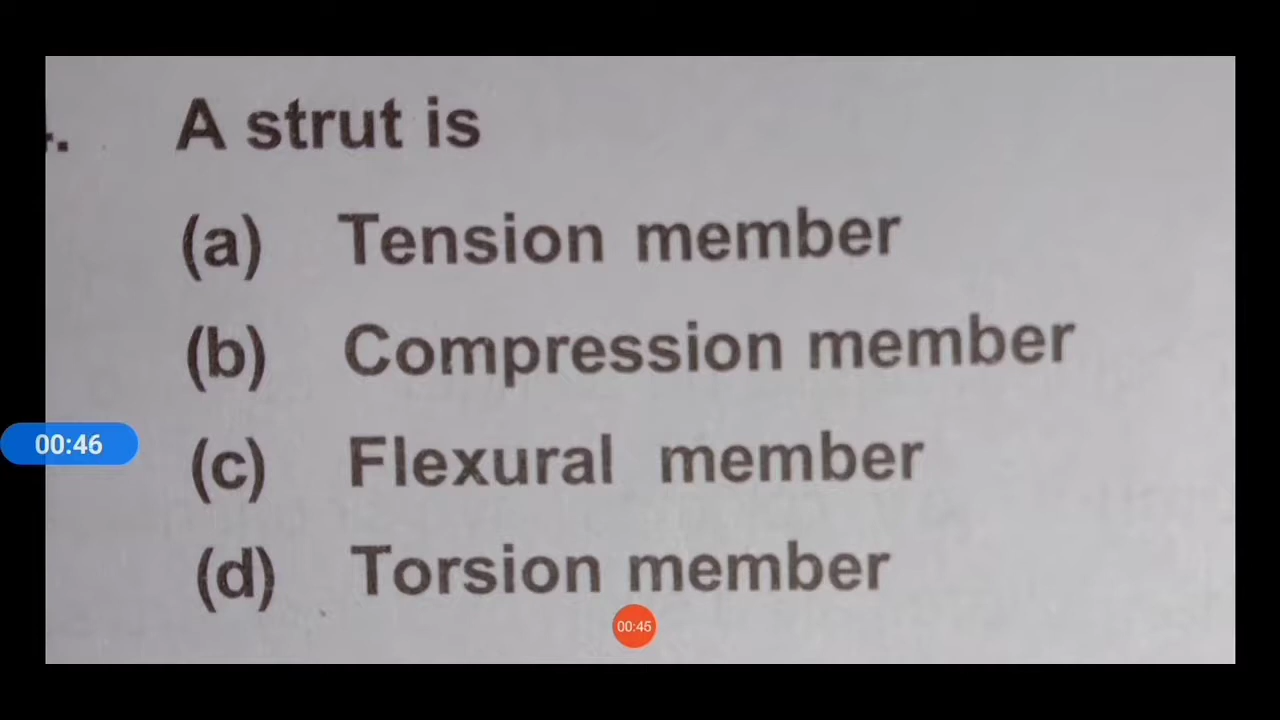 A strut is
(a) Tension member
(b) Compression member
00:46
(c) Flexural member
(d) Torsion member
00:45